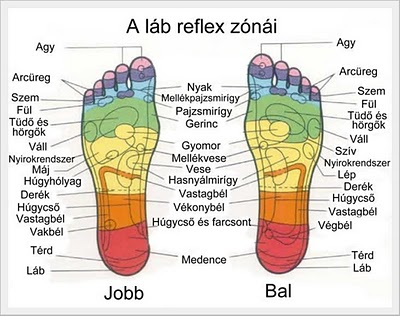 A láb reflex zónái
Agy
Arcüreg
Szem
Fül
Tüdő és
hörgők
Váll
Nyirokrendszer
Máj
Húgyhólyag
Derék
Húgycső
Vastagbél
Vakbél
Térd
Láb
Nyak
Mellékpajzsmirigy
Pajzsmirigy
Gerinc
Gyomor
Mellékvese
Vese
Hasnyálmirigy
Vastagbél
Vékonybél
Húgycső és farcsont
Medence
Agy
Arcüreg
Szem
Fül
Tüdő és
hörgők
Váll
Szív
Nyirokrendszer
Lép
Derék
Húgycső
Vastagbél
Végbél
Térd
Láb
Jobb
Bal